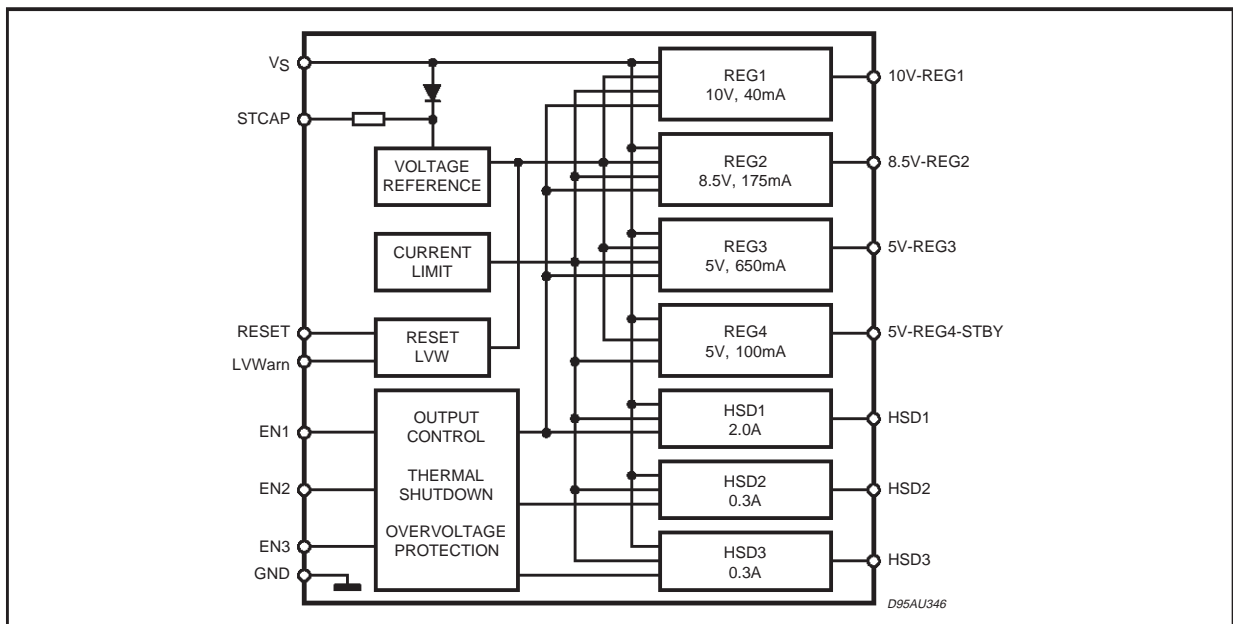 VS
STCAP
VOLTAGE
REFERENCE
CURRENT
LIMIT
RESET
LVWarn
RESET
LVW
EN1
EN2
EN3
GND
OUTPUT
CONTROL
THERMAL
SHUTDOWN
OVERVOLTAGE
PROTECTION
REG1
10V, 40mA
10V-REG1
REG2
8.5V, 175mA
8.5V-REG2
REG3
5V, 650mA
5V-REG3
REG4
5V, 100mA
5V-REG4-STBY
HSD1
2.0A
HSD1
HSD2
0.3A
HSD2
HSD3
0.3A
HSD3
D95AU346